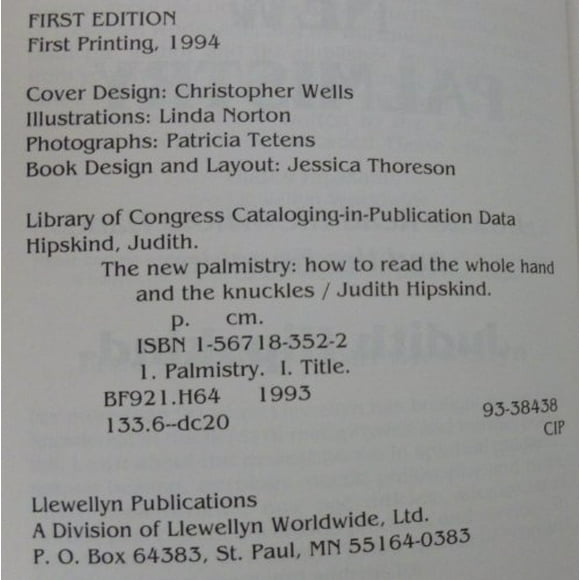 FIRST EDITION
First Printing, 1994
Cover Design: Christopher Wells
Illustrations: Linda Norton
Photographs: Patricia Tetens
Book Design and Layout: Jessica Thoreson
Library of Congress Cataloging-in-Publication Data
Hipskind, Judith.
The new palmistry: how to read the whole hand
and the knuckles / Judith Hipskind.
p. cm.
ISBN 1-56718-352-2
1. Palmistry. I. Title.
BF921.H64 1993
133.6--dc20 93-38438
CIP
Llewellyn Publications
A Division of Llewellyn Worldwide, Ltd.
P. O. Box 64383, St. Paul, MN 55164-0383